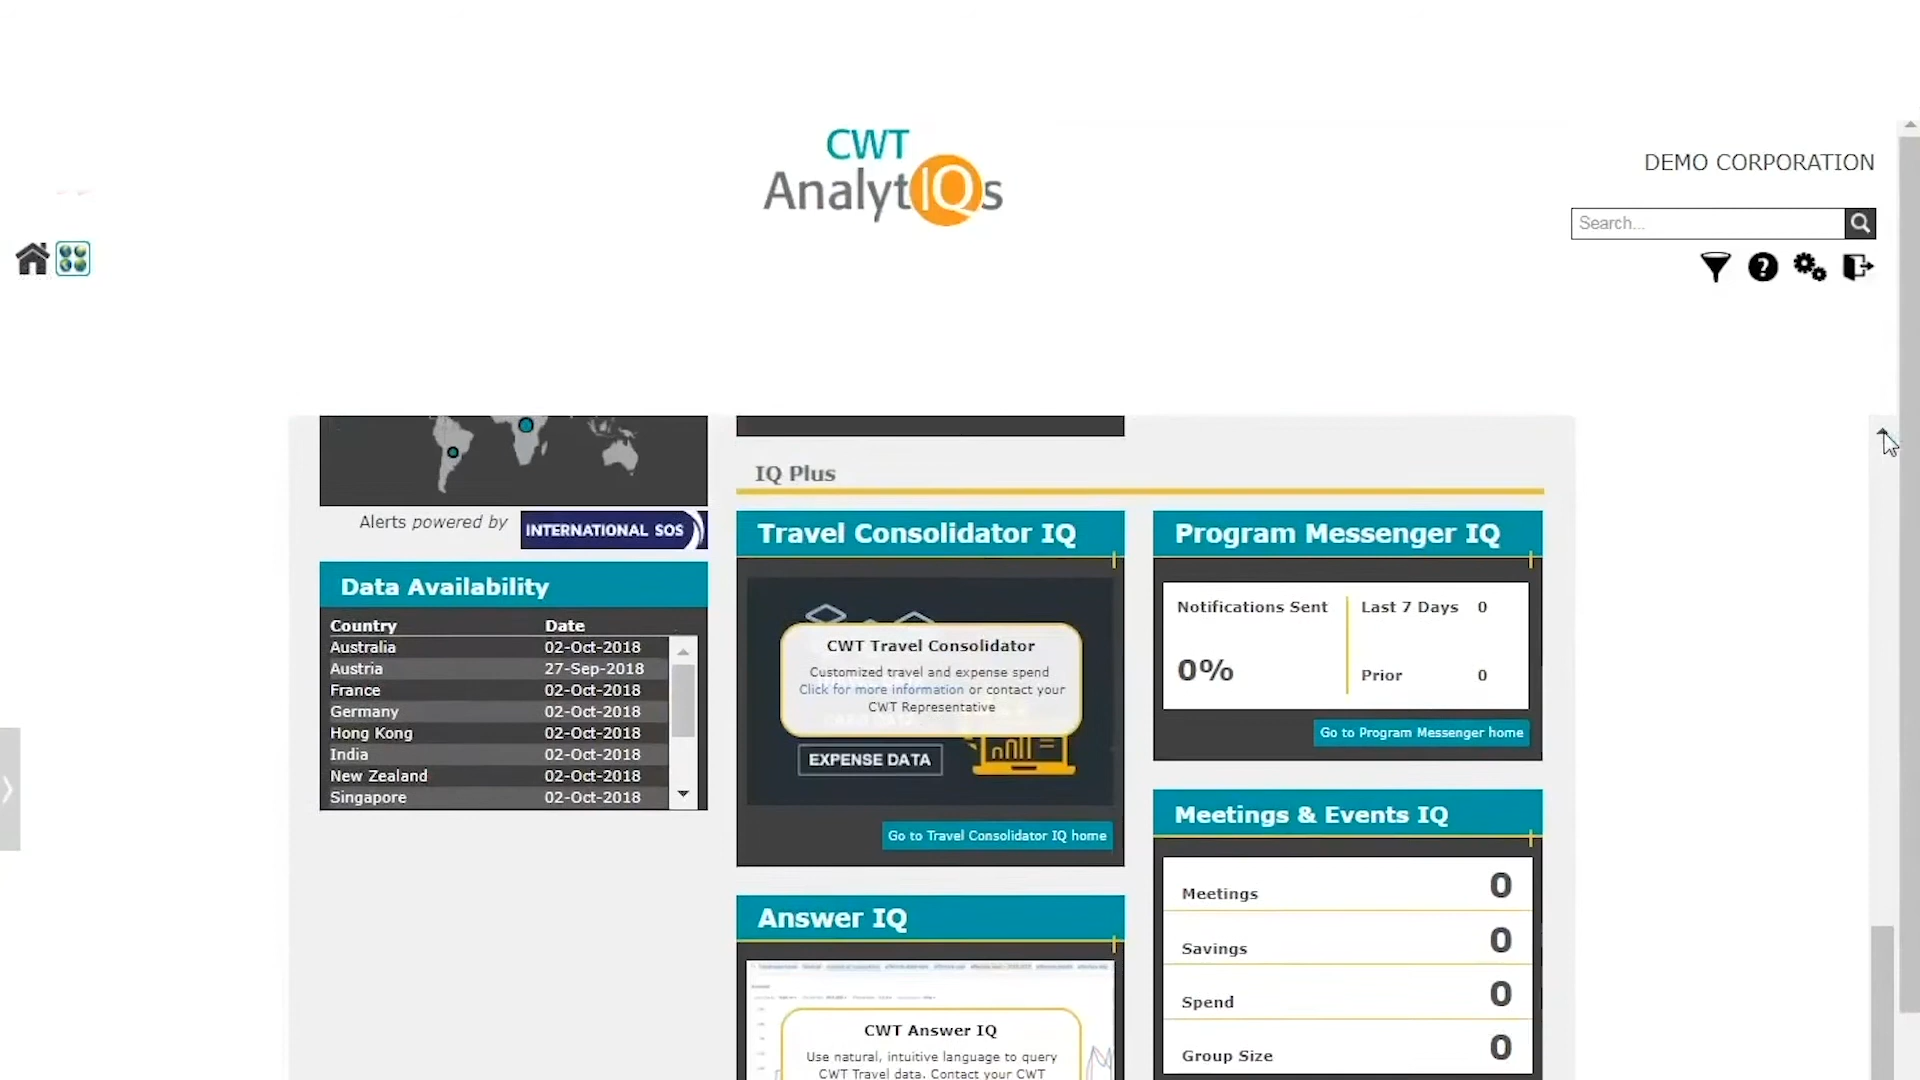 CWT
AnalytIQs
DEMO CORPORATION
Search...
Alerts powered by
INTERNATIONAL SOS
Data Availability
Country Date
Australia 02-Oct-2018
Austria 27-Sep-2018
France 02-Oct-2018
Germany 02-Oct-2018
Hong Kong 02-Oct-2018
India 02-Oct-2018
New Zealand 02-Oct-2018
Singapore 02-Oct-2018
IQ Plus
Travel Consolidator IQ
CWT Travel Consolidator
Customized travel and expense spend
Click for more information or contact your
CWT Representative
EXPENSE DATA
Go to Travel Consolidator IQ home
Answer IQ
CWT Answer IQ
Use natural, intuitive language to query
CWT Travel data. Contact your CWT
Program Messenger IQ
Notifications Sent
0%
Last 7 Days 0
Prior 0
Go to Program Messenger home
Meetings & Events IQ
Meetings 0
Savings 0
Spend 0
Group Size 0